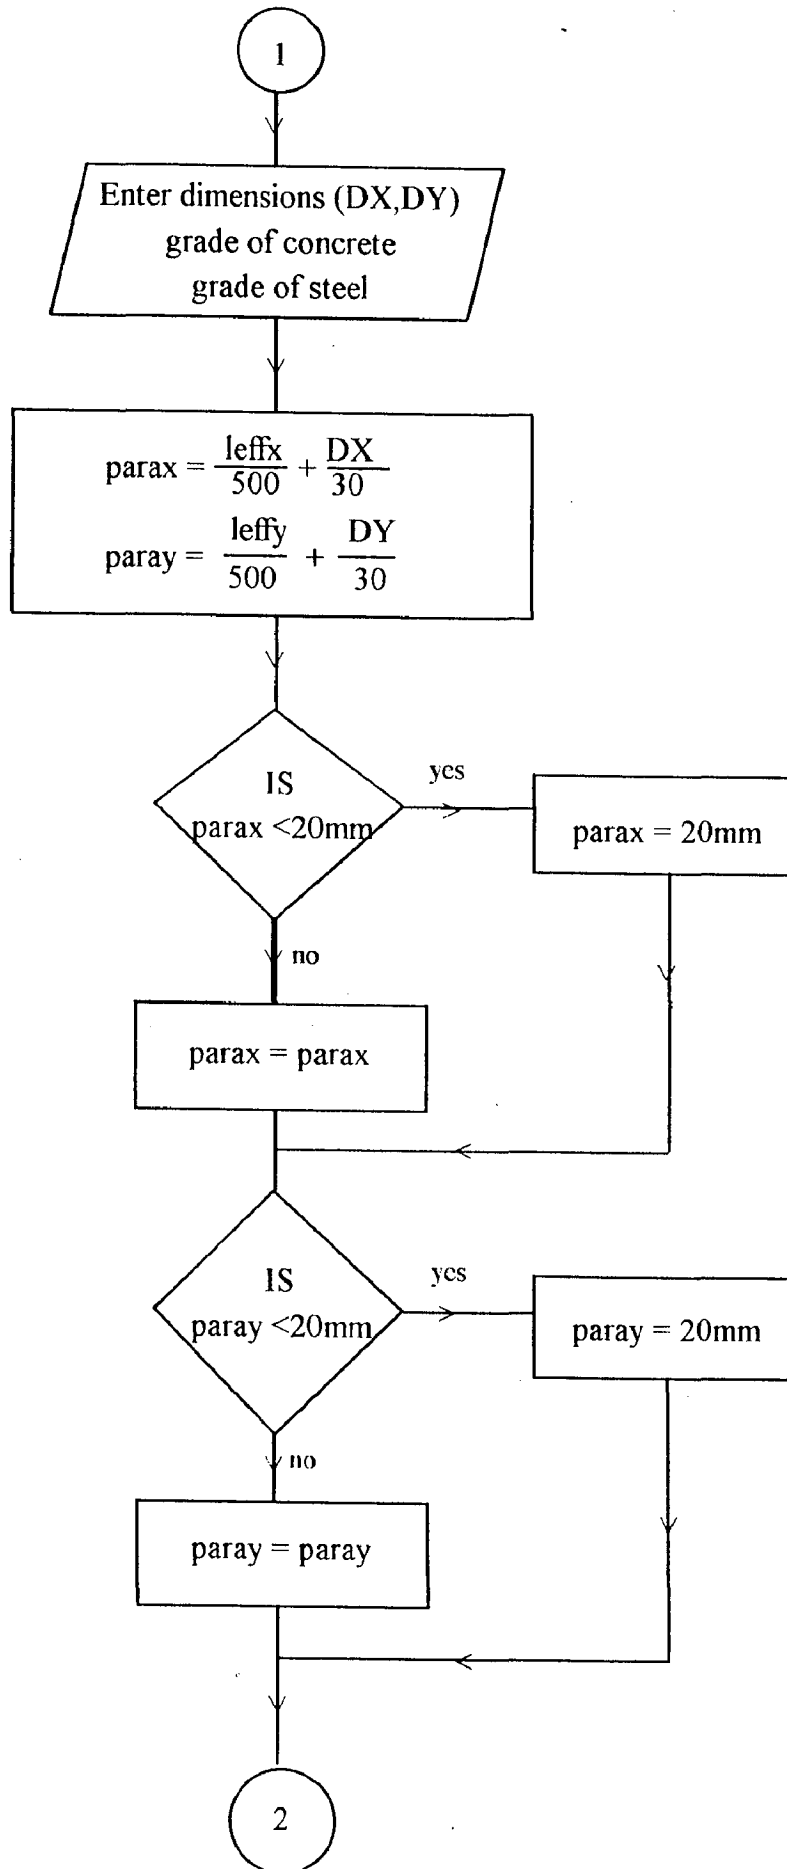 1
Enter dimensions (DX,DY)
grade of concrete
grade of steel
parax = leffx/500 + DX/30
paray = leffy/500 + DY/30
IS
parax <20mm
yes
parax = 20mm
no
parax = parax
IS
paray <20mm
yes
paray = 20mm
no
paray = paray
2